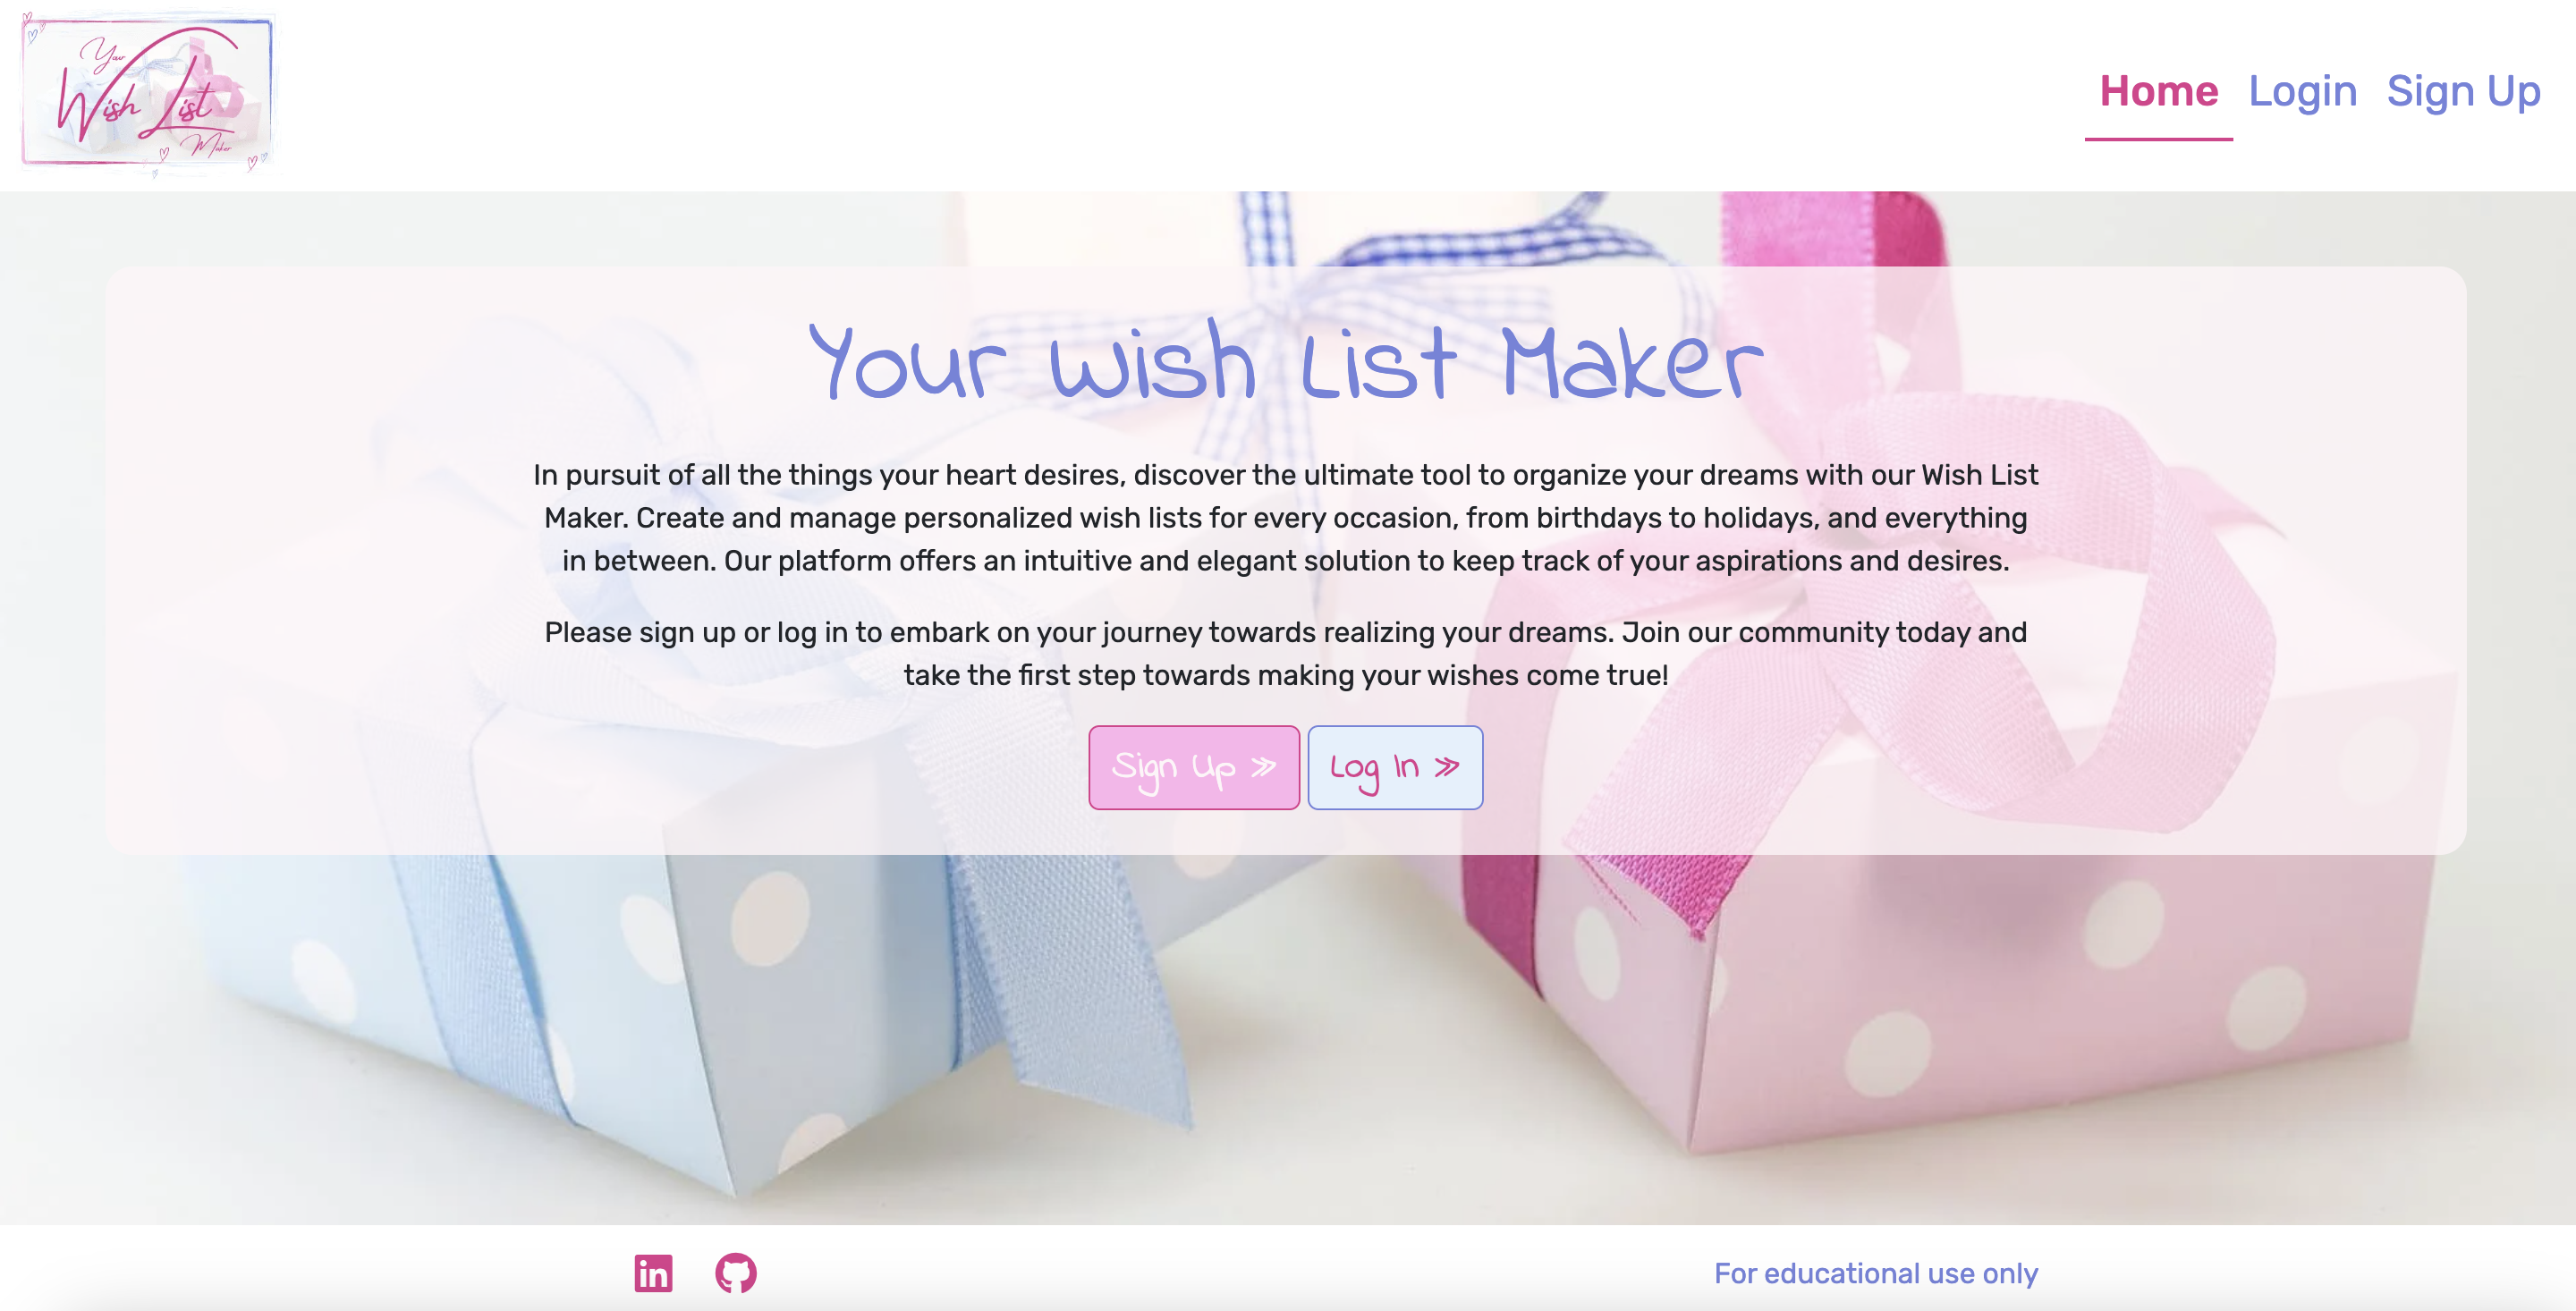 Your
Wish List
Maker
Home Login Sign Up
Your Wish List Maker
In pursuit of all the things your heart desires, discover the ultimate tool to organize your dreams with our Wish List
Maker. Create and manage personalized wish lists for every occasion, from birthdays to holidays, and everything
in between. Our platform offers an intuitive and elegant solution to keep track of your aspirations and desires.
Please sign up or log in to embark on your journey towards realizing your dreams. Join our community today and
take the first step towards making your wishes come true!
Sign Up » Log In »
in
For educational use only